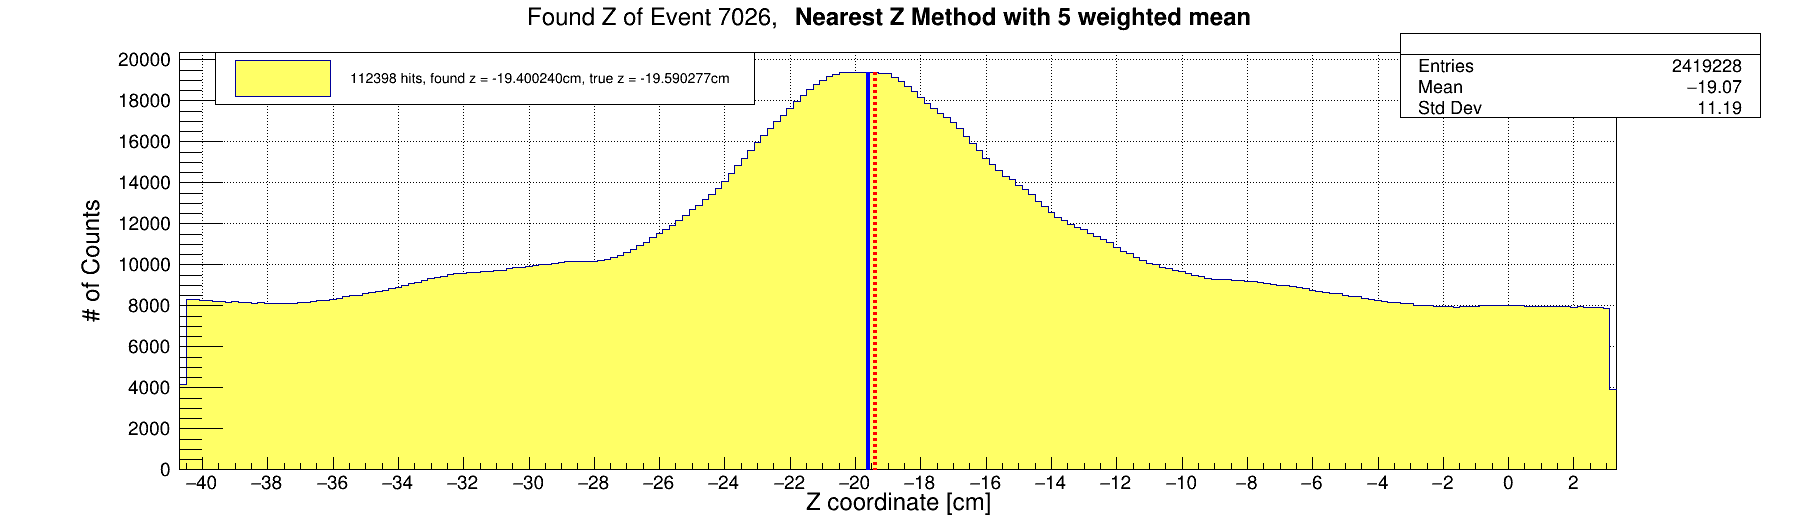 Found Z of Event 7026, Nearest Z Method with 5 weighted mean
112398 hits, found z = -19.400240cm, true z = -19.590277cm
Entries 2419228
Mean −19.07
Std Dev 11.19
# of Counts
20000
18000
16000
14000
12000
10000
8000
6000
4000
2000
0
−40 −38 −36 −34 −32 −30 −28 −26 −24 −22 −20 −18 −16 −14 −12 −10 −8 −6 −4 −2 0 2
Z coordinate [cm]